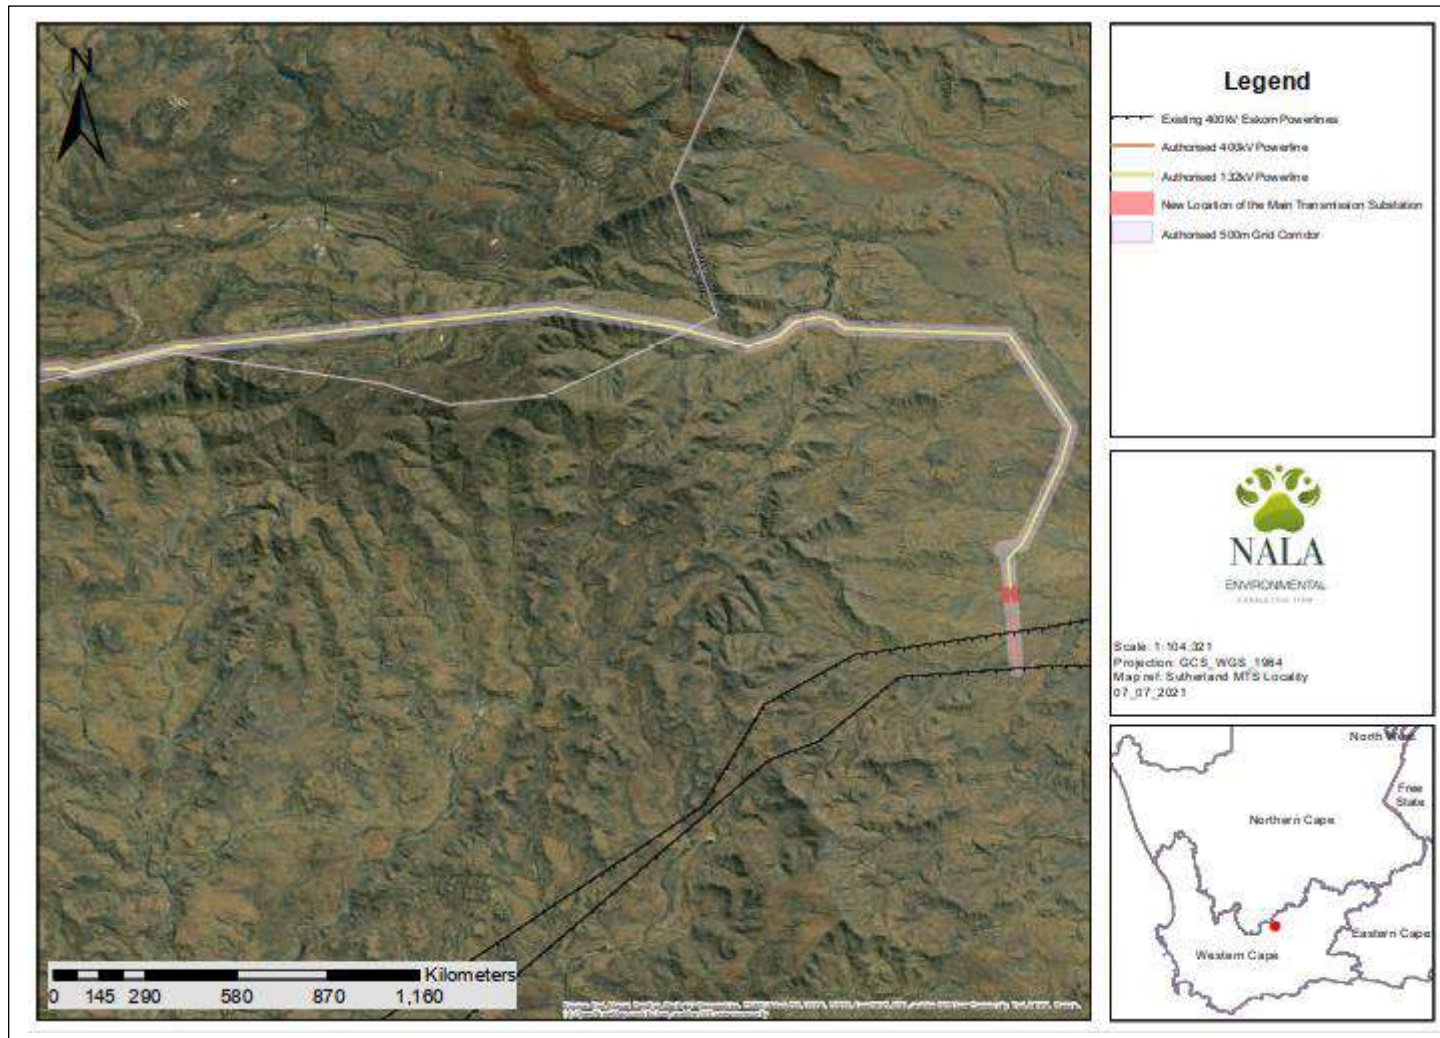 N
Legend
Existing 400kV Eskom Powerlines
Authorised 400kV Powerline
Authorised 132kV Powerline
New Location of the Main Transmission Substation
Authorised 500m Grid Corridor
NALA
ENVIRONMENTAL
Scale: 1:104,321
Projection: GCS_WGS_1984
Map ref: Sutherland MTS Locality
07_07_2021
North West
Free
State
Northern Cape
Eastern Cape
Western Cape
Kilometers
0 145 290 580 870 1,160